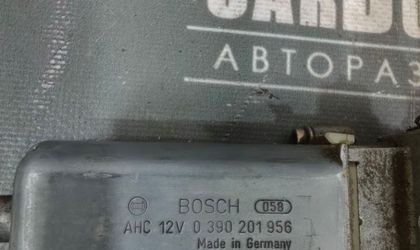 АВТОРАЗ
BOSCH 058
AHC 12V 0 390 201 956
Made in Germany